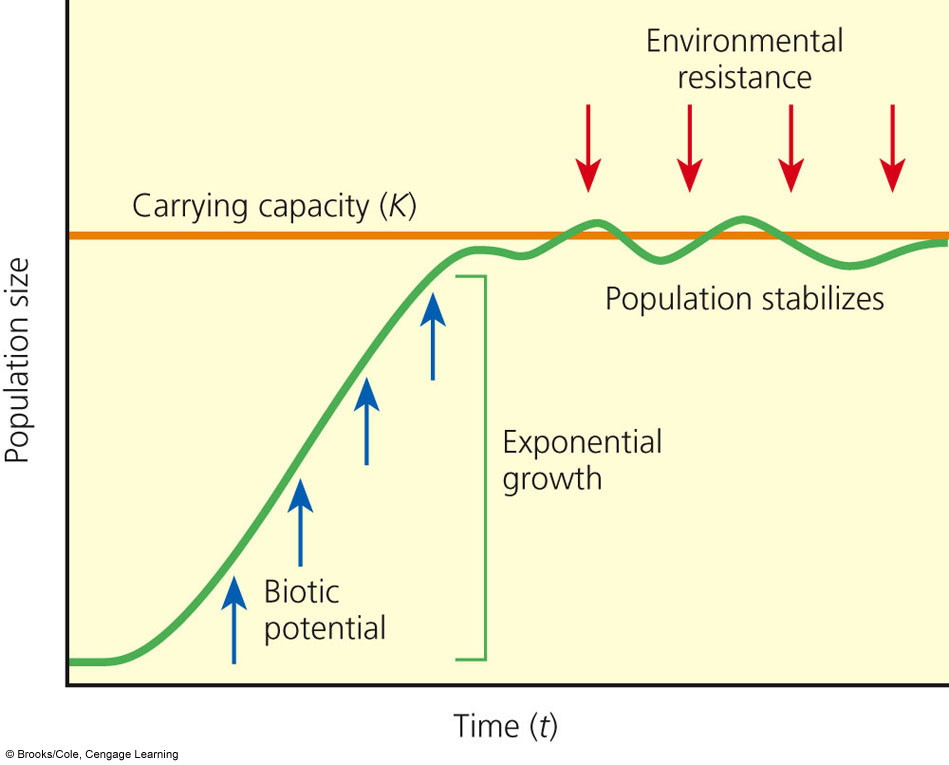 Environmental
resistance
Carrying capacity (K)
Population size
Population stabilizes
Exponential
growth
Biotic
potential
Time (t)
© Brooks/Cole, Cengage Learning